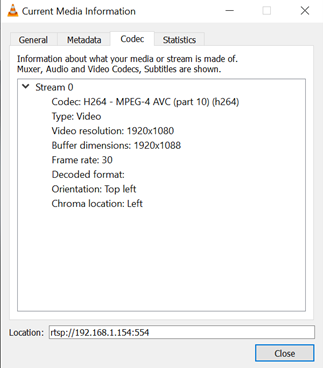 Current Media Information
General Metadata Codec Statistics
Information about what your media or stream is made of.
Muxer, Audio and Video Codecs, Subtitles are shown.
Stream 0
Codec: H264 - MPEG-4 AVC (part 10) (h264)
Type: Video
Video resolution: 1920x1080
Buffer dimensions: 1920x1088
Frame rate: 30
Decoded format:
Orientation: Top left
Chroma location: Left
Location: rtsp://192.168.1.154:554
Close